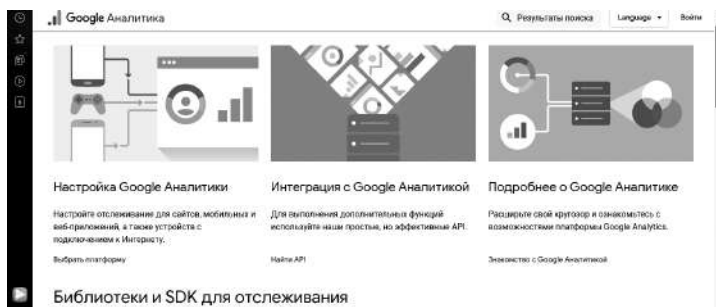 Google Аналитика
Результаты поиска
Language
Войти
Настройка Google Аналитики
Настройте отслеживание для сайтов, мобильных и
веб-приложений, а также устройств с
подключением к Интернету.
Выбрать платформу
Интеграция с Google Аналитикой
Для выполнения дополнительных функций
используйте наши простые, но эффективные API.
Найти API
Подробнее о Google Аналитике
Расширьте свой кругозор и ознакомьтесь с
возможностями платформы Google Analytics.
Знакомство с Google Аналитикой
Библиотеки и SDK для отслеживания